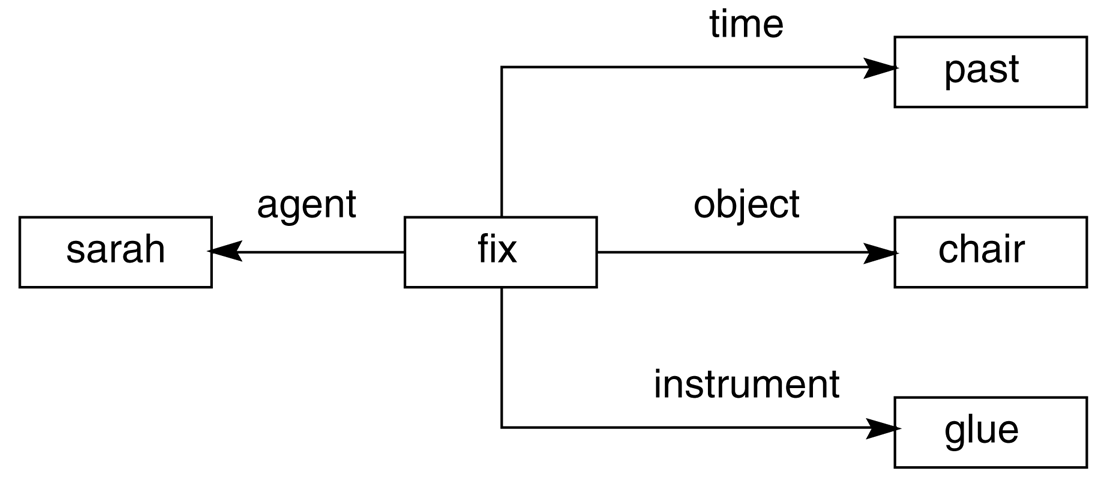 time
past
agent
object
sarah
fix
chair
instrument
glue